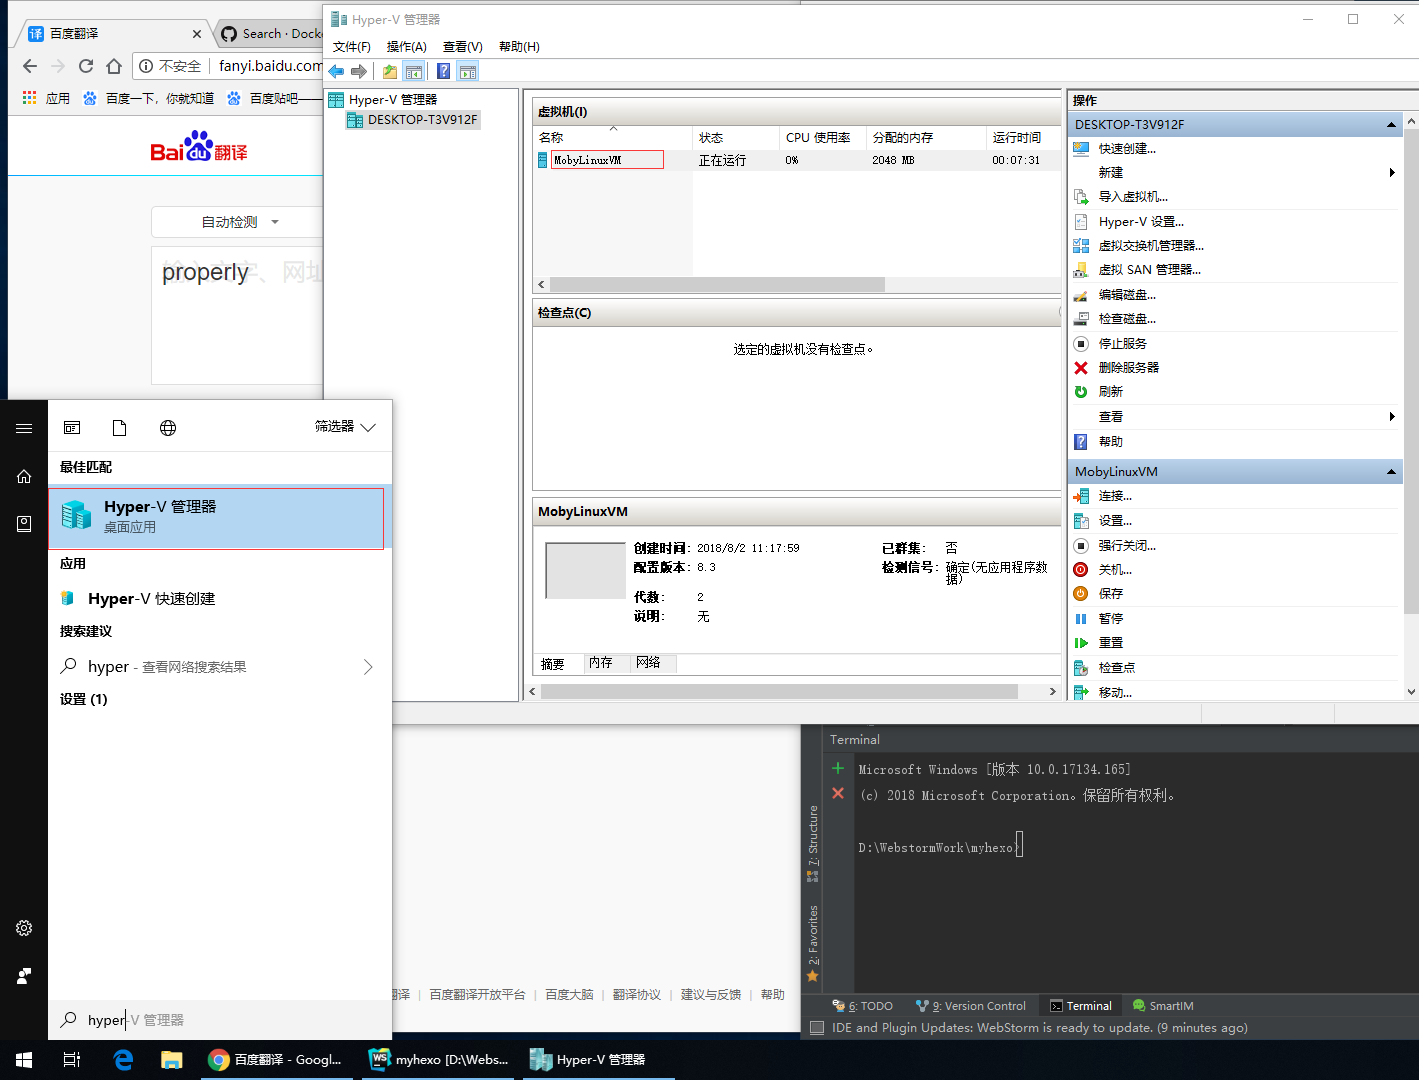 百度翻译
Search · Docke
不安全
fanyi.baidu.com
应用
百度一下，你就知道
百度贴吧——
Bai du 翻译
自动检测
properly
Hyper-V 管理器
文件(F) 操作(A) 查看(V) 帮助(H)
Hyper-V 管理器
DESKTOP-T3V912F
虚拟机(I)
名称 状态 CPU 使用率 分配的内存 运行时间
MobyLinuxVM 正在运行 0% 2048 MB 00:07:31
检查点(C)
选定的虚拟机没有检查点。
MobyLinuxVM
创建时间: 2018/8/2 11:17:59
配置版本: 8.3
代数: 2
说明: 无
已群集: 否
检测信号: 确定(无应用程序数据)
摘要 内存 网络
操作
DESKTOP-T3V912F
快速创建...
新建
导入虚拟机...
Hyper-V 设置...
虚拟交换机管理器...
虚拟 SAN 管理器...
编辑磁盘...
检查磁盘...
停止服务
删除服务器
刷新
查看
帮助
MobyLinuxVM
连接...
设置...
强行关闭...
关机...
保存
暂停
重置
检查点
移动...
筛选器
最佳匹配
Hyper-V 管理器
桌面应用
应用
Hyper-V 快速创建
搜索建议
hyper - 查看网络搜索结果
设置 (1)
hyper-V 管理器
翻译 | 百度翻译开放平台 | 百度大脑 | 翻译协议 | 建议与反馈 | 帮助
Terminal
Microsoft Windows [版本 10.0.17134.165]
(c) 2018 Microsoft Corporation。保留所有权利。
D:\WebstormWork\myhexo>
7: Structure
2: Favorites
6: TODO 9: Version Control Terminal SmartIM
IDE and Plugin Updates: WebStorm is ready to update. (9 minutes ago)
百度翻译 - Googl...
myhexo [D:\Webs...
Hyper-V 管理器